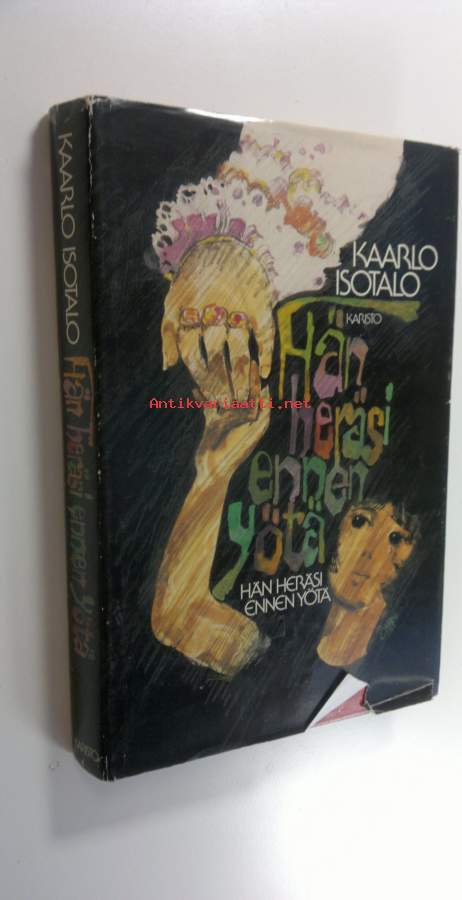 KAARLO ISOTALO
Hän heräsi ennen yötä
KARISTO
KAARLO
ISOTALO
KARISTO
Hän
heräsi
ennen
yötä
HÄN HERÄSI
ENNEN YÖTÄ
Antikvariaatti.net